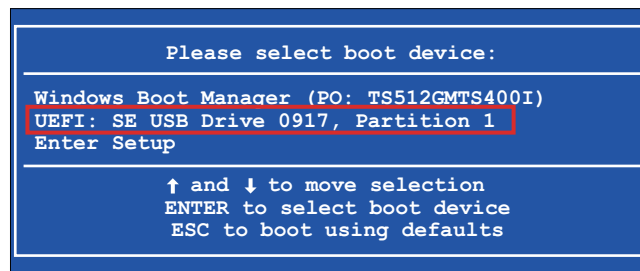 Please select boot device:
Windows Boot Manager (PO: TS512GMTS400I)
UEFI: SE USB Drive 0917, Partition 1
Enter Setup
↑ and ↓ to move selection
ENTER to select boot device
ESC to boot using defaults